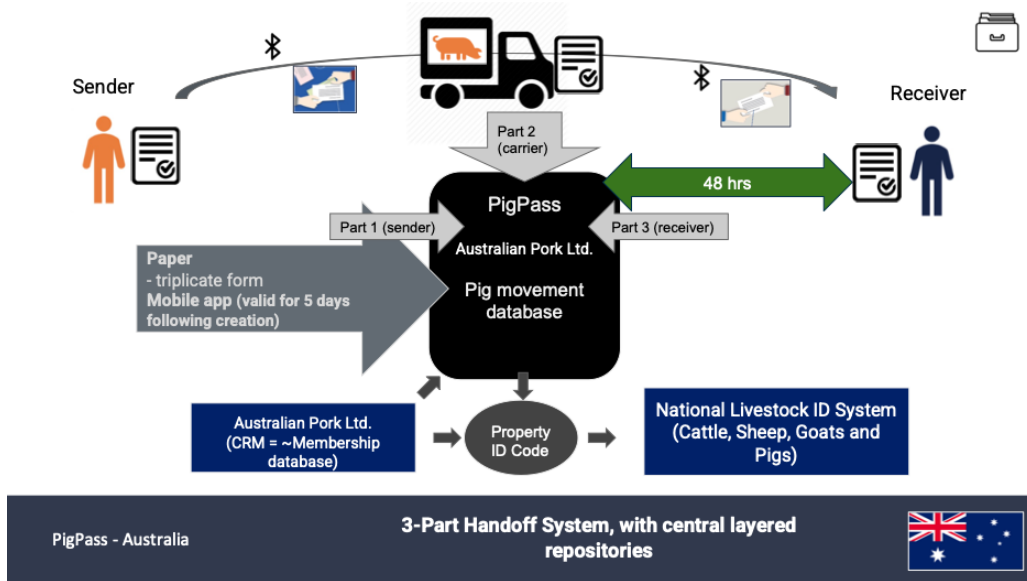 Sender
Receiver
Part 2
(carrier)
48 hrs
PigPass
Part 1 (sender)
Part 3 (receiver)
Australian Pork Ltd.
Pig movement
database
Paper
- triplicate form
Mobile app (valid for 5 days
following creation)
Australian Pork Ltd.
(CRM = ~Membership
database)
Property
ID Code
National Livestock ID System
(Cattle, Sheep, Goats and
Pigs)
PigPass - Australia
3-Part Handoff System, with central layered
repositories